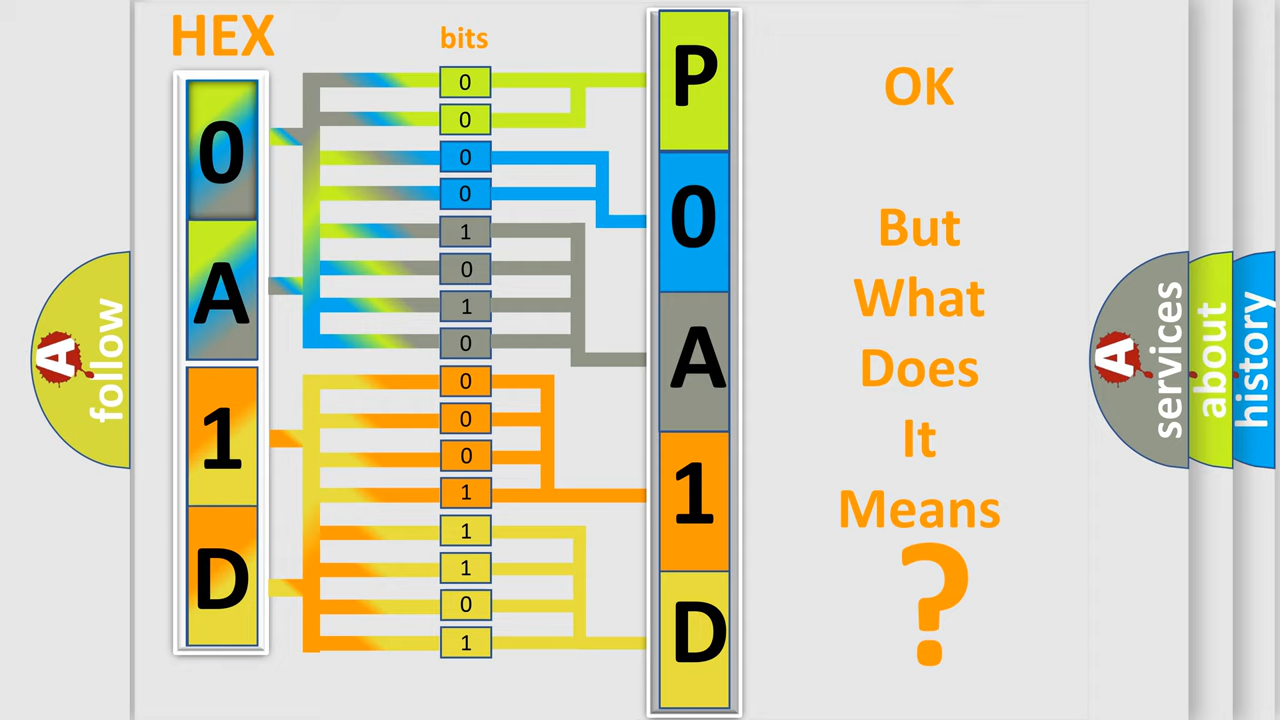 HEX
bits
0
A
1
D
0
0
0
0
1
0
1
0
0
0
0
1
1
1
0
1
P
0
A
1
D
OK
But
What
Does
It
Means
?
A
follow
A
services
about
history